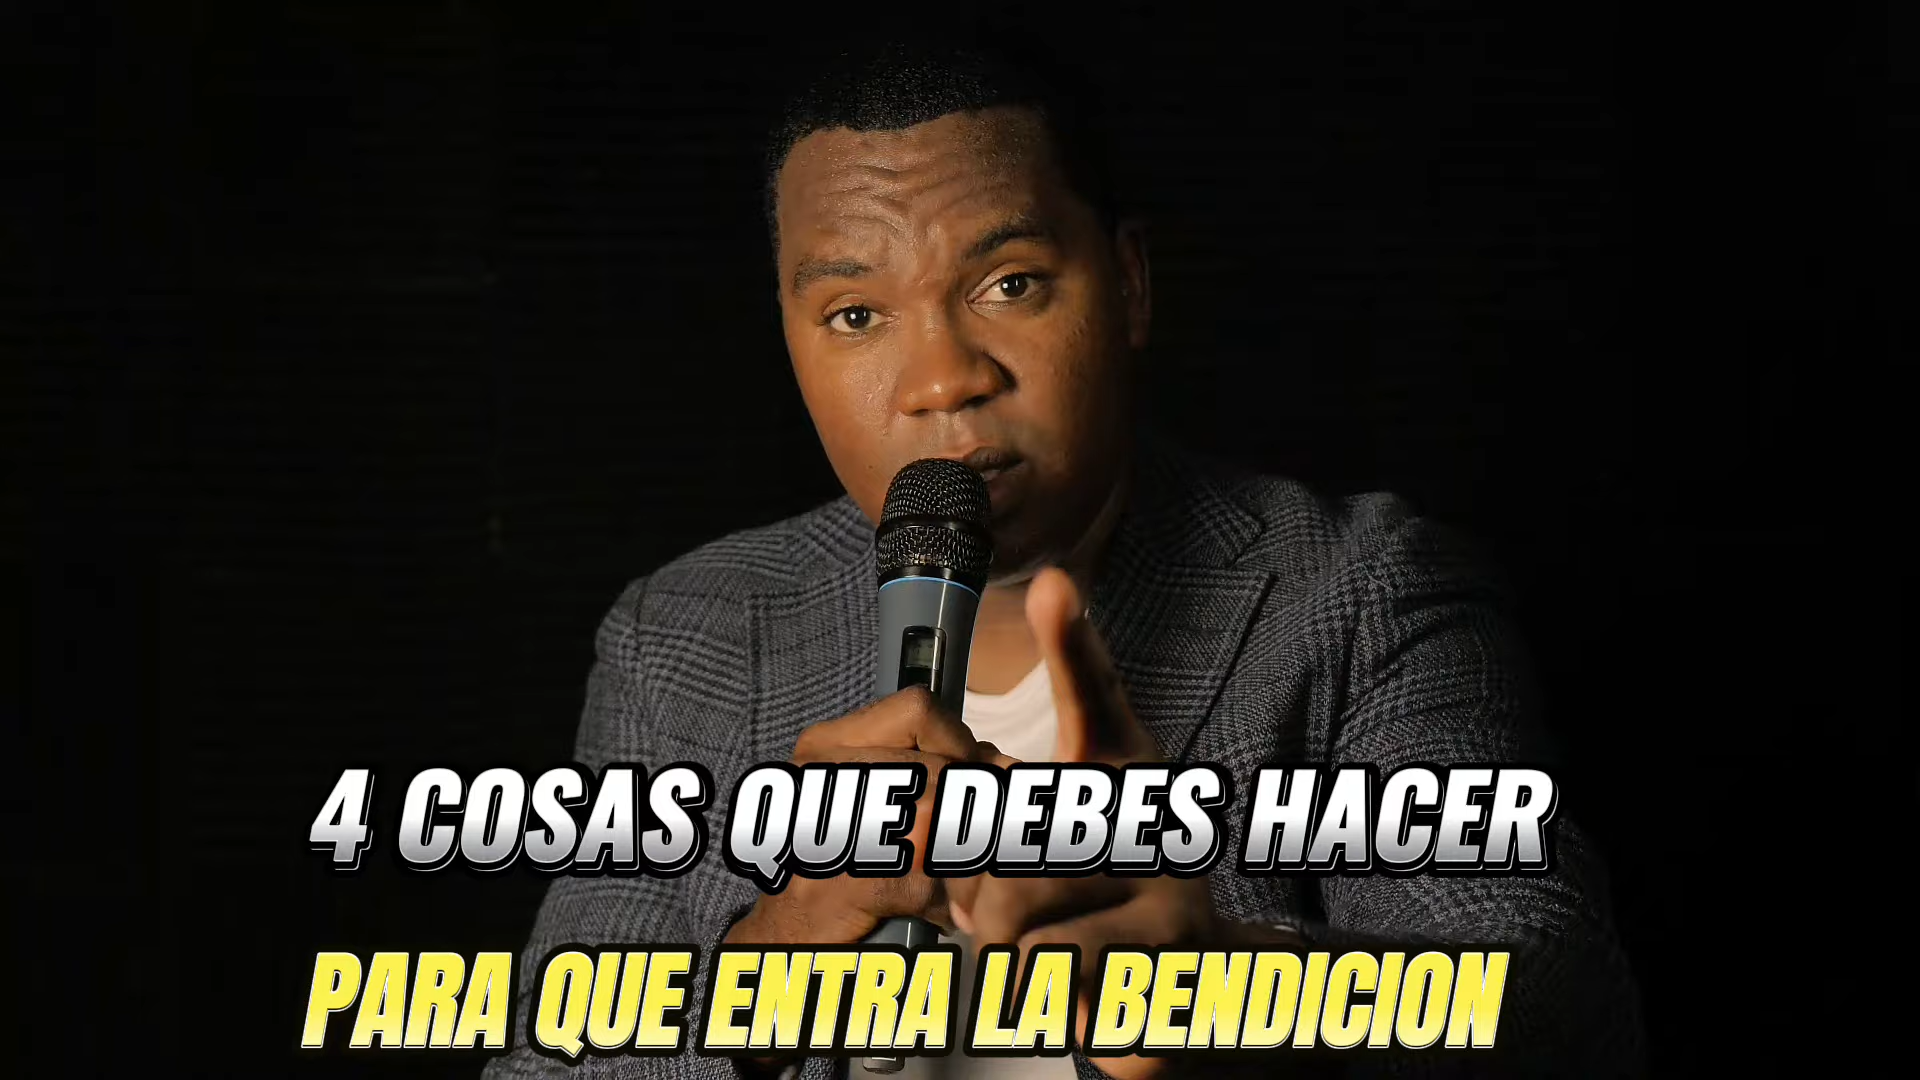 4 COSAS QUE DEBES HACER
PARA QUE ENTRA LA BENDICION